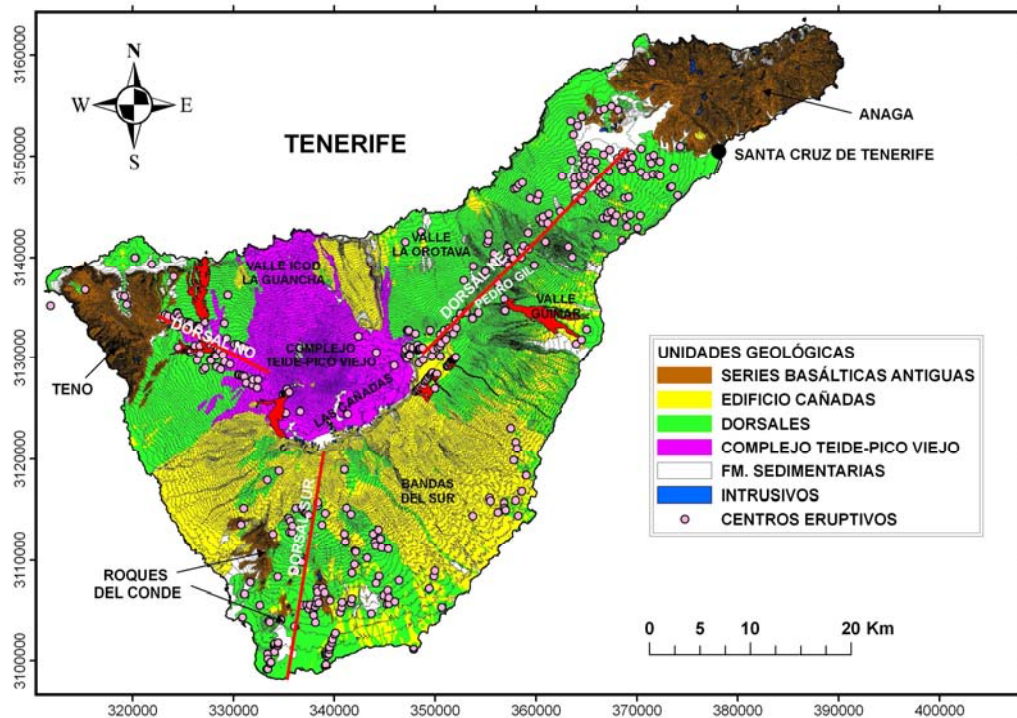 3160000
3150000
3140000
3130000
3120000
3110000
3100000
N
W
E
S
TENERIFE
ANAGA
SANTA CRUZ DE TENERIFE
VALLE
LA OROTAVA
VALLE ICOD
LA GUANCHA
DORSAL NE
PEDRO GIL
VALLE
GÜIMAR
DORSAL NO
COMPLEJO
TEIDE-PICO VIEJO
TENO
LAS CAÑADAS
BANDAS
DEL SUR
DORSAL SUR
ROQUES
DEL CONDE
UNIDADES GEOLÓGICAS
SERIES BASÁLTICAS ANTIGUAS
EDIFICIO CAÑADAS
DORSALES
COMPLEJO TEIDE-PICO VIEJO
FM. SEDIMENTARIAS
INTRUSIVOS
CENTROS ERUPTIVOS
0 5 10 20 Km
320000 330000 340000 350000 360000 370000 380000 390000 400000